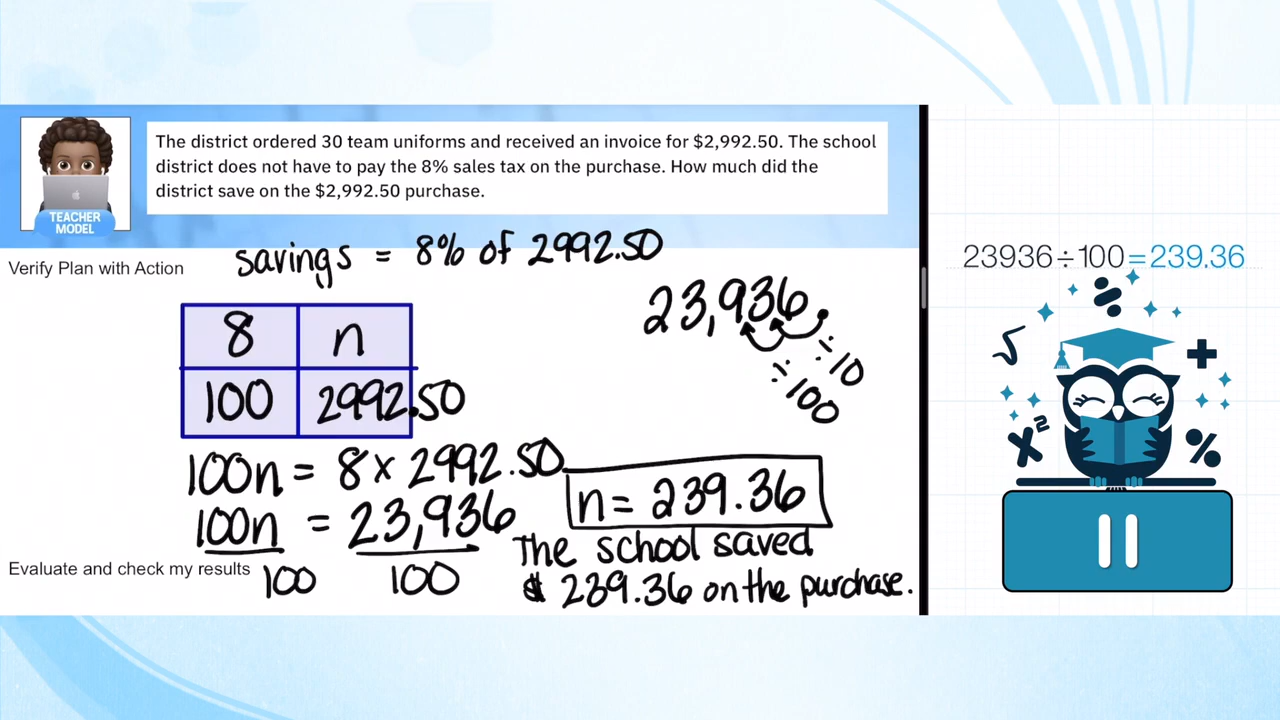 The district ordered 30 team uniforms and received an invoice for $2,992.50. The school
district does not have to pay the 8% sales tax on the purchase. How much did the
district save on the $2,992.50 purchase.
TEACHER
MODEL
savings = 8% of 2992.50
Verify Plan with Action
23936÷100=239.36
23,936
÷10
÷100
8 n
100 2992.50
100n = 8 x 2992.50
n = 239.36
100n = 23,936
100 100
The school saved
$ 239.36 on the purchase.
Evaluate and check my results
÷
√
+
x²
%